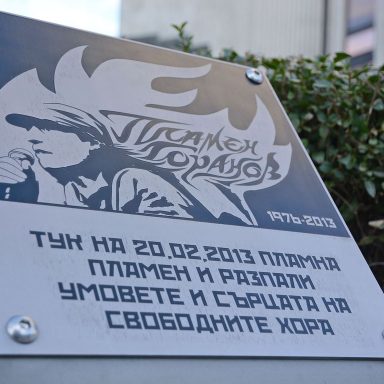 ПЛАМЕН
ГОРАНОВ
1976-2013
ТУК НА 20.02.2013 ПЛАМНА
ПЛАМЕН И РАЗПАЛИ
УМОВЕТЕ И СЪРЦАТА НА
СВОБОДНИТЕ ХОРА